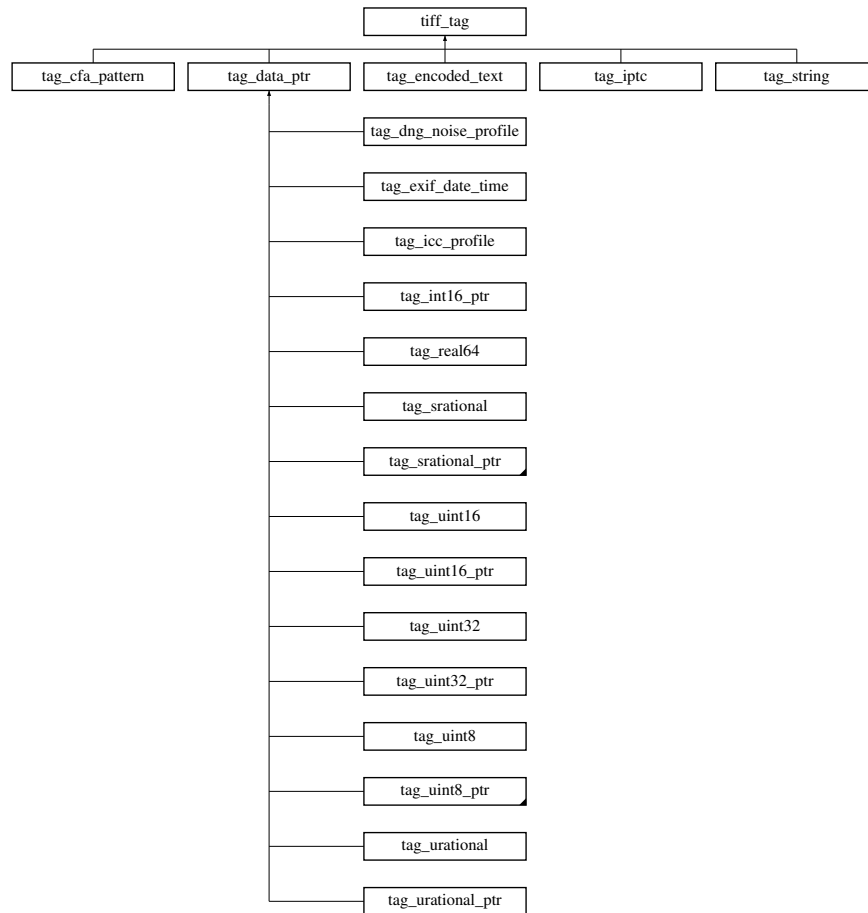 tiff_tag
tag_cfa_pattern tag_data_ptr tag_encoded_text tag_iptc tag_string
tag_dng_noise_profile
tag_exif_date_time
tag_icc_profile
tag_int16_ptr
tag_real64
tag_srational
tag_srational_ptr
tag_uint16
tag_uint16_ptr
tag_uint32
tag_uint32_ptr
tag_uint8
tag_uint8_ptr
tag_urational
tag_urational_ptr